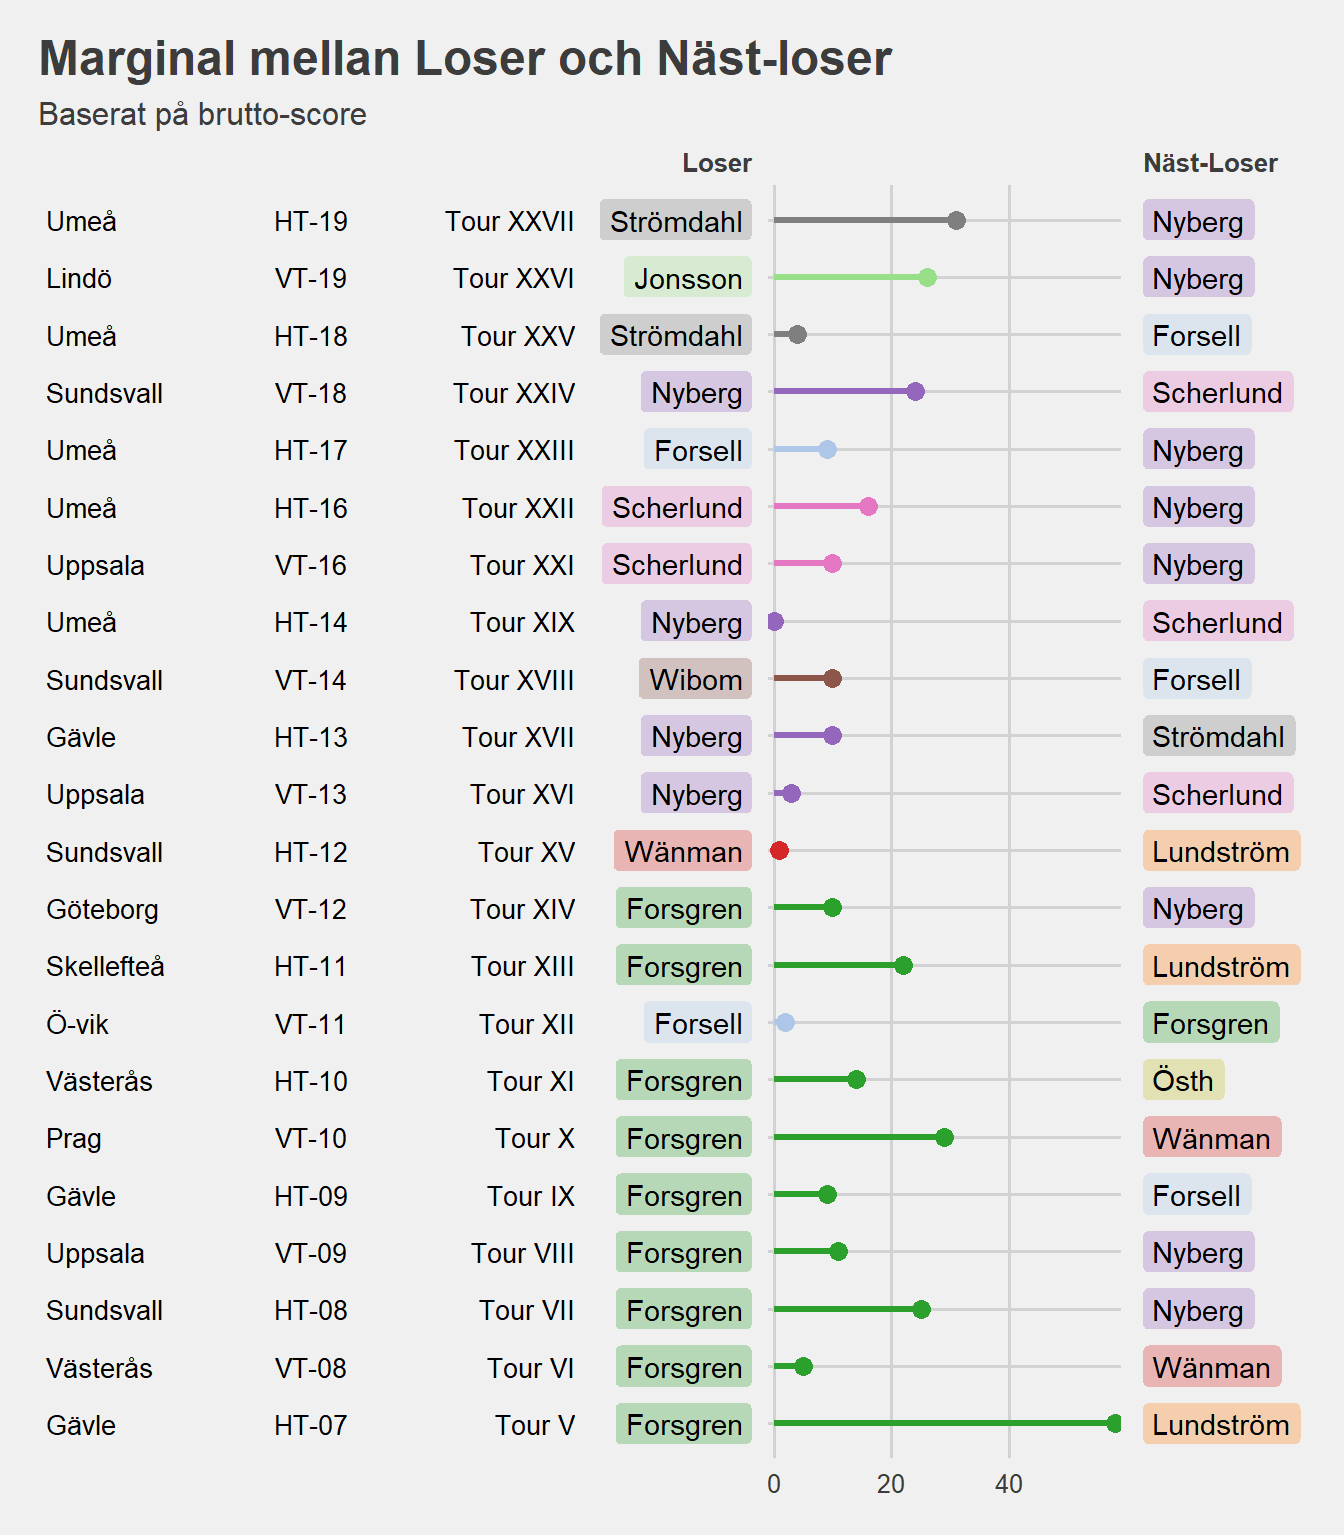 Marginal mellan Loser och Näst-loser
Baserat på brutto-score
Loser Näst-Loser
Umeå HT-19 Tour XXVII Strömdahl Nyberg
Lindö VT-19 Tour XXVI Jonsson Nyberg
Umeå HT-18 Tour XXV Strömdahl Forsell
Sundsvall VT-18 Tour XXIV Nyberg Scherlund
Umeå HT-17 Tour XXIII Forsell Nyberg
Umeå HT-16 Tour XXII Scherlund Nyberg
Uppsala VT-16 Tour XXI Scherlund Nyberg
Umeå HT-14 Tour XIX Nyberg Scherlund
Sundsvall VT-14 Tour XVIII Wibom Forsell
Gävle HT-13 Tour XVII Nyberg Strömdahl
Uppsala VT-13 Tour XVI Nyberg Scherlund
Sundsvall HT-12 Tour XV Wänman Lundström
Göteborg VT-12 Tour XIV Forsgren Nyberg
Skellefteå HT-11 Tour XIII Forsgren Lundström
Ö-vik VT-11 Tour XII Forsell Forsgren
Västerås HT-10 Tour XI Forsgren Östh
Prag VT-10 Tour X Forsgren Wänman
Gävle HT-09 Tour IX Forsgren Forsell
Uppsala VT-09 Tour VIII Forsgren Nyberg
Sundsvall HT-08 Tour VII Forsgren Nyberg
Västerås VT-08 Tour VI Forsgren Wänman
Gävle HT-07 Tour V Forsgren Lundström
0 20 40